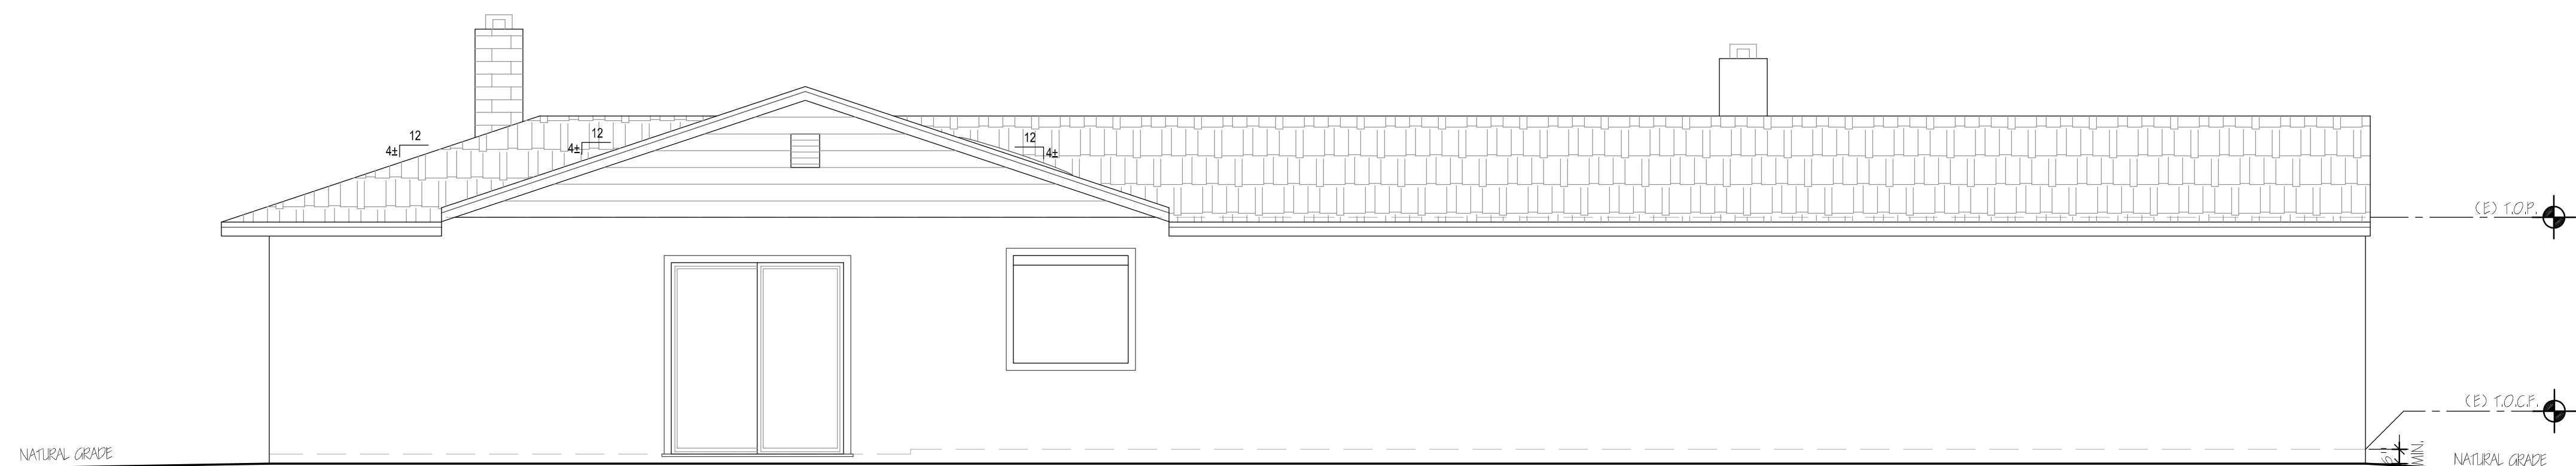 12
4±
12
4±
12
4±
(E) T.O.P.
(E) T.O.C.F.
NATURAL GRADE
MIN.
NATURAL GRADE